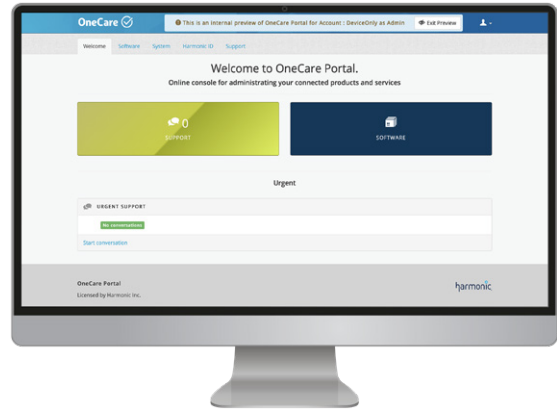 OneCare
This is an internal preview of OneCare Portal for Account : DeviceOnly as Admin
Exit Preview
Welcome
Software
System
Harmonic ID
Support
Welcome to OneCare Portal.
Online console for administrating your connected products and services
0
SUPPORT
SOFTWARE
Urgent
URGENT SUPPORT
No conversations
Start conversation
OneCare Portal
Licensed by Harmonic Inc.
harmonic